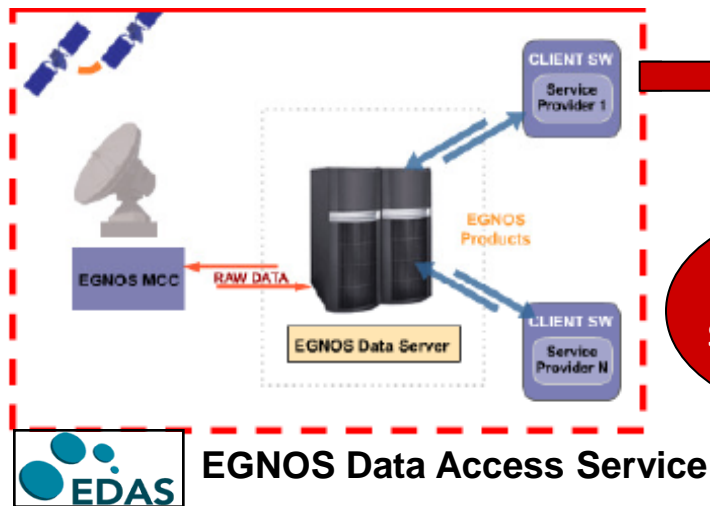 CLIENT SW
Service
Provider 1
EGNOS
Products
EGNOS MCC
RAW DATA
EGNOS Data Server
CLIENT SW
Service
Provider N
EDAS
EGNOS Data Access Service